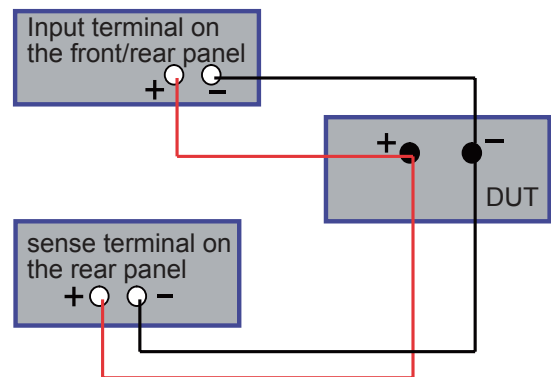 Input terminal on
the front/rear panel
+ −
+ −
DUT
sense terminal on
the rear panel
+ −